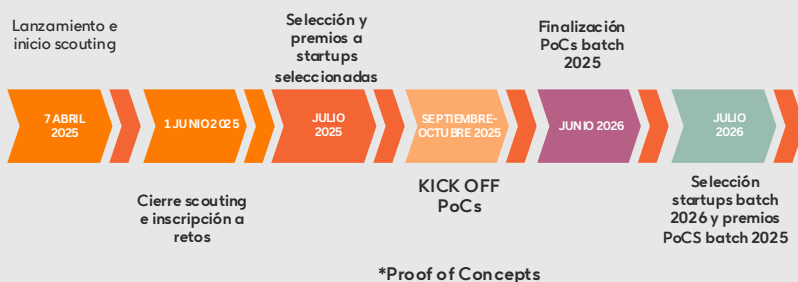 Lanzamiento e
inicio scouting
Selección y
premios a
startups
seleccionadas
Finalización
PoCs batch
2025
7 ABRIL
2025
1 JUNIO 2025
JULIO
2025
SEPTIEMBRE-
OCTUBRE 2025
JUNIO 2026
JULIO
2026
Cierre scouting
e inscripción a
retos
KICK OFF
PoCs
Selección
startups batch
2026 y premios
PoCS batch 2025
*Proof of Concepts